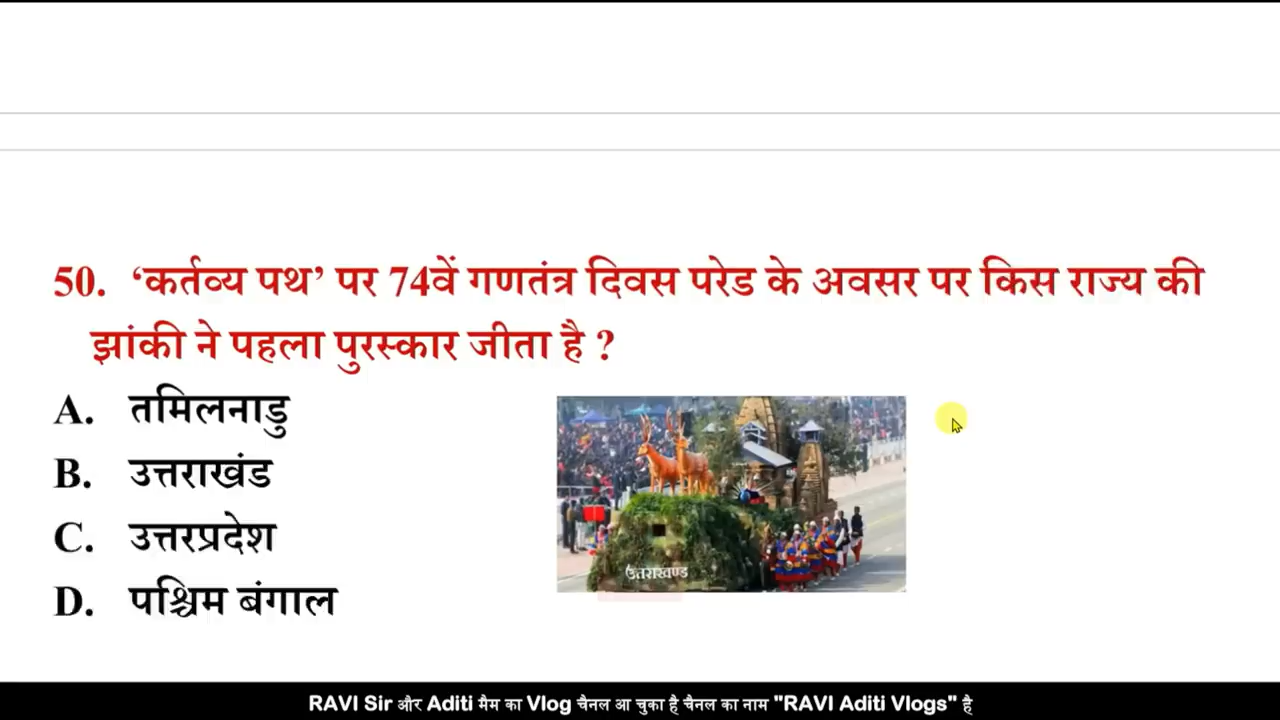 50. ‘कर्तव्य पथ’ पर 74वें गणतंत्र दिवस परेड के अवसर पर किस राज्य की
झांकी ने पहला पुरस्कार जीता है ?
A. तमिलनाडु
B. उत्तराखंड
C. उत्तरप्रदेश
D. पश्चिम बंगाल
उत्तराखण्ड
RAVI Sir और Aditi मैम का Vlog चैनल आ चुका है चैनल का नाम "RAVI Aditi Vlogs" है